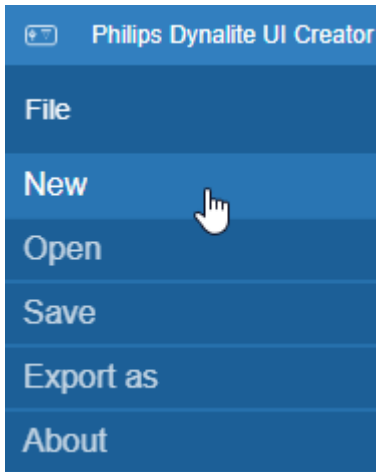 Philips Dynalite UI Creator
File
New
Open
Save
Export as
About